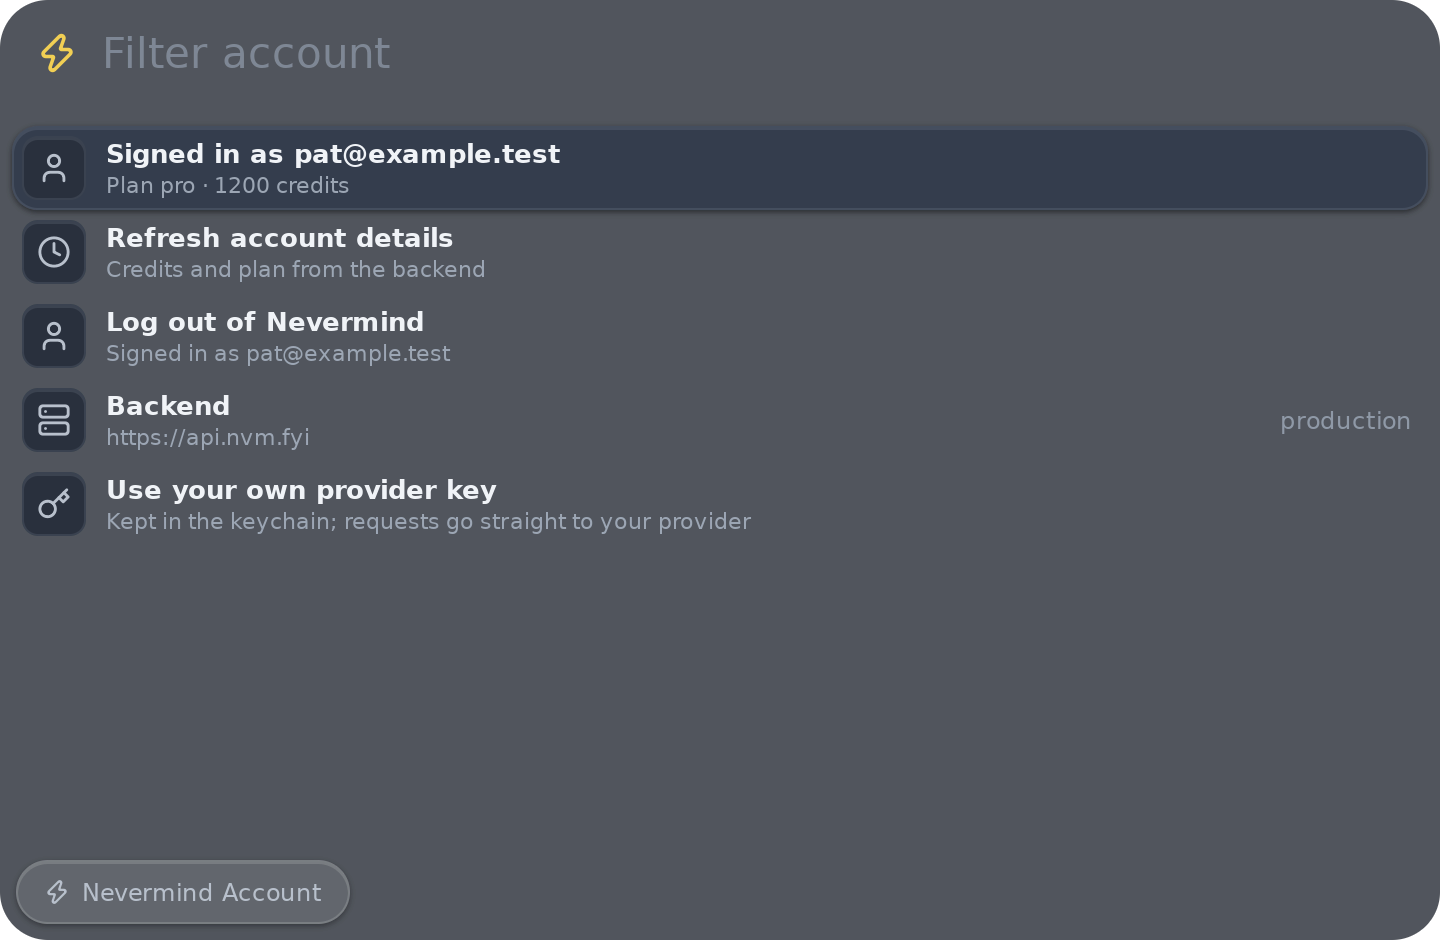 Filter account
Signed in as pat@example.test
Plan pro · 1200 credits
Refresh account details
Credits and plan from the backend
Log out of Nevermind
Signed in as pat@example.test
Backend
https://api.nvm.fyi
production
Use your own provider key
Kept in the keychain; requests go straight to your provider
Nevermind Account